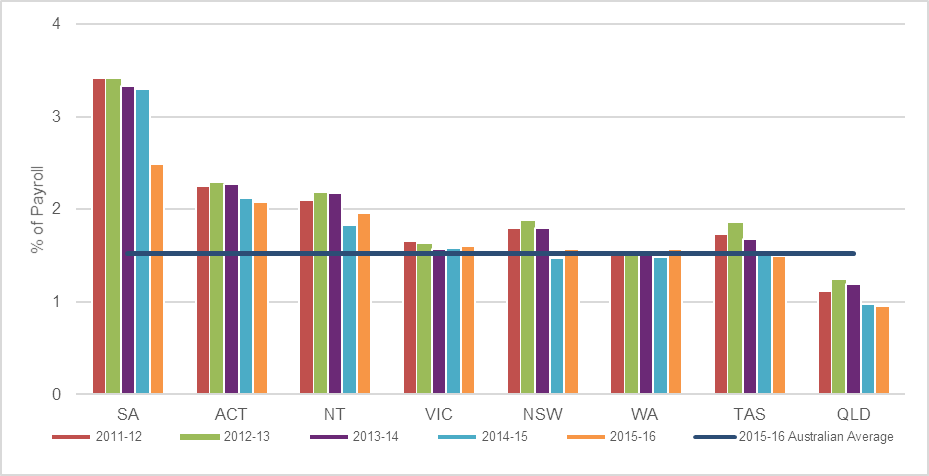 4
3
2
1
0
% of Payroll
SA ACT NT VIC NSW WA TAS QLD
2011-12 2012-13 2013-14 2014-15 2015-16 2015-16 Australian Average